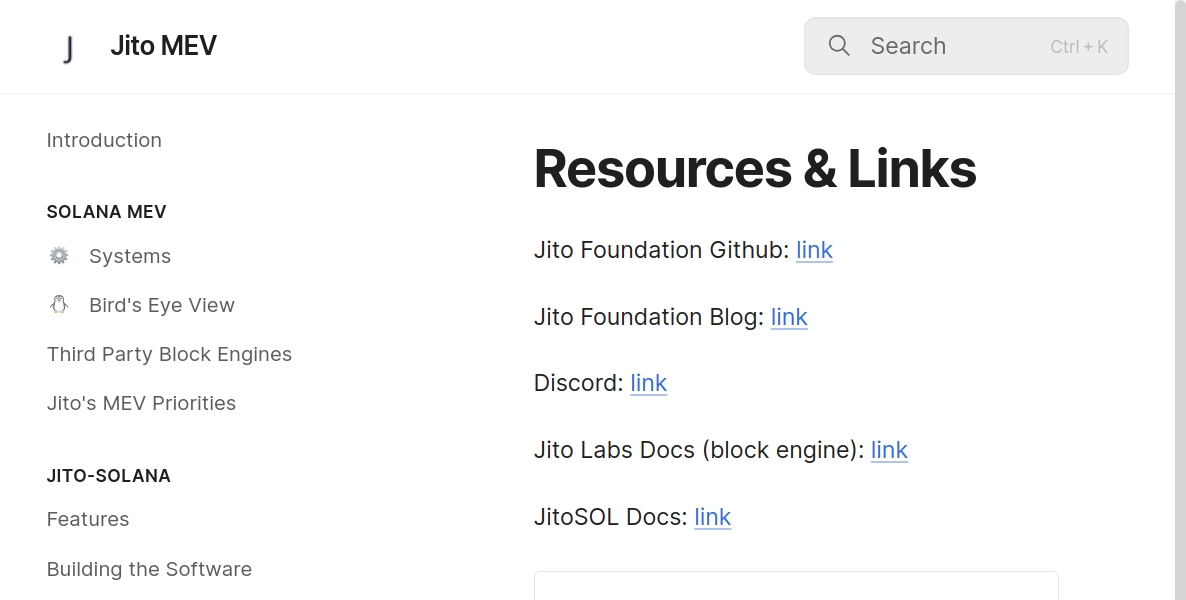 J Jito MEV
Search Ctrl + K
Introduction
SOLANA MEV
Systems
Bird's Eye View
Third Party Block Engines
Jito's MEV Priorities
JITO-SOLANA
Features
Building the Software
Resources & Links
Jito Foundation Github: link
Jito Foundation Blog: link
Discord: link
Jito Labs Docs (block engine): link
JitoSOL Docs: link